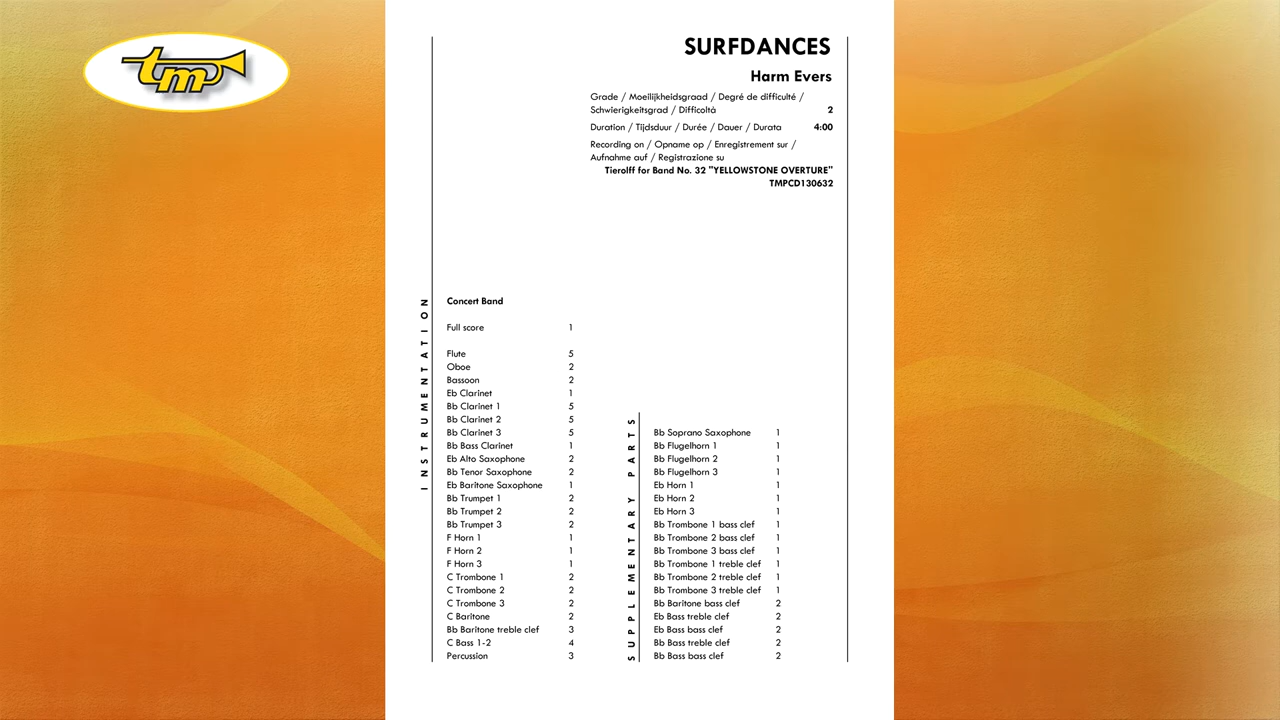 tm
SURFDANCES
Harm Evers
Grade / Moeilijkheidsgraad / Degré de difficulté /
Schwierigkeitsgrad / Difficoltá 2
Duration / Tijdsduur / Durée / Dauer / Durata 4:00
Recording on / Opname op / Enregistrement sur /
Aufnahme auf / Registrazione su
Tierolff for Band No. 32 "YELLOWSTONE OVERTURE"
TMPCD130632
INSTRUMENTATION
Concert Band
Full score 1
Flute 5
Oboe 2
Bassoon 2
Eb Clarinet 1
Bb Clarinet 1 5
Bb Clarinet 2 5
Bb Clarinet 3 5
Bb Bass Clarinet 1
Eb Alto Saxophone 2
Bb Tenor Saxophone 2
Eb Baritone Saxophone 1
Bb Trumpet 1 2
Bb Trumpet 2 2
Bb Trumpet 3 2
F Horn 1 1
F Horn 2 1
F Horn 3 1
C Trombone 1 2
C Trombone 2 2
C Trombone 3 2
C Baritone 2
Bb Baritone treble clef 3
C Bass 1-2 4
Percussion 3
SUPPLEMENTARY PARTS
Bb Soprano Saxophone 1
Bb Flugelhorn 1 1
Bb Flugelhorn 2 1
Bb Flugelhorn 3 1
Eb Horn 1 1
Eb Horn 2 1
Eb Horn 3 1
Bb Trombone 1 bass clef 1
Bb Trombone 2 bass clef 1
Bb Trombone 3 bass clef 1
Bb Trombone 1 treble clef 1
Bb Trombone 2 treble clef 1
Bb Trombone 3 treble clef 1
Bb Baritone bass clef 2
Eb Bass treble clef 2
Eb Bass bass clef 2
Bb Bass treble clef 2
Bb Bass bass clef 2